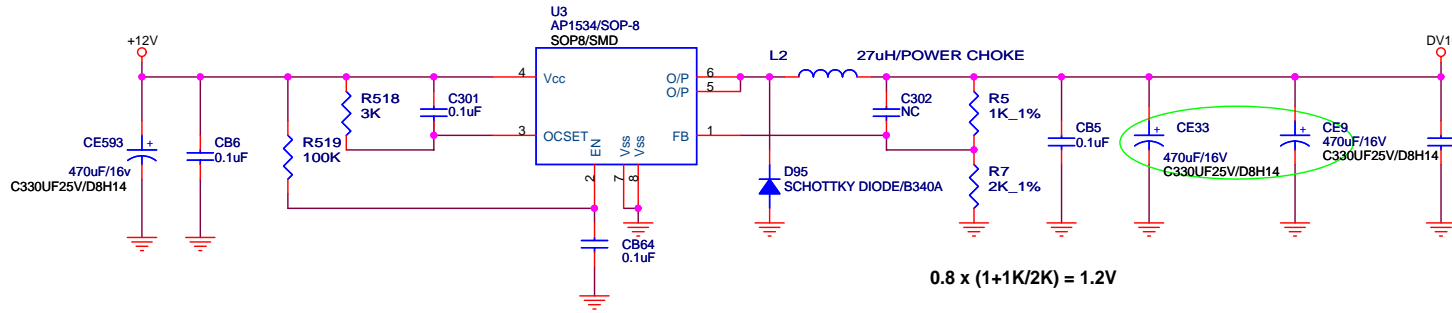 U3
AP1534/SOP-8
SOP8/SMD
+12V
DV1
L2
27uH/POWER CHOKE
4
Vcc
O/P
6
O/P
5
R518
3K
C301
0.1uF
C302
NC
R5
1K_1%
3
OCSET
FB
1
EN
Vss
Vss
2
7
8
CE593
470uF/16v
C330UF25V/D8H14
CB6
0.1uF
R519
100K
D95
SCHOTTKY DIODE/B340A
R7
2K_1%
CB5
0.1uF
CE33
470uF/16V
C330UF25V/D8H14
CE9
470uF/16V
C330UF25V/D8H14
CB64
0.1uF
0.8 x (1+1K/2K) = 1.2V